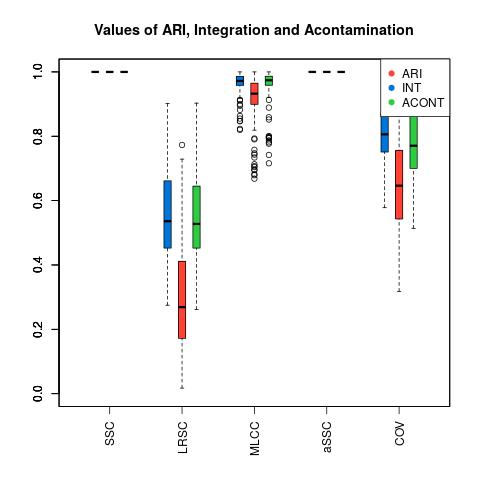 Values of ARI, Integration and Acontamination
1.0
0.8
0.6
0.4
0.2
0.0
ARI
INT
ACONT
SSC
LRSC
MLCC
aSSC
COV